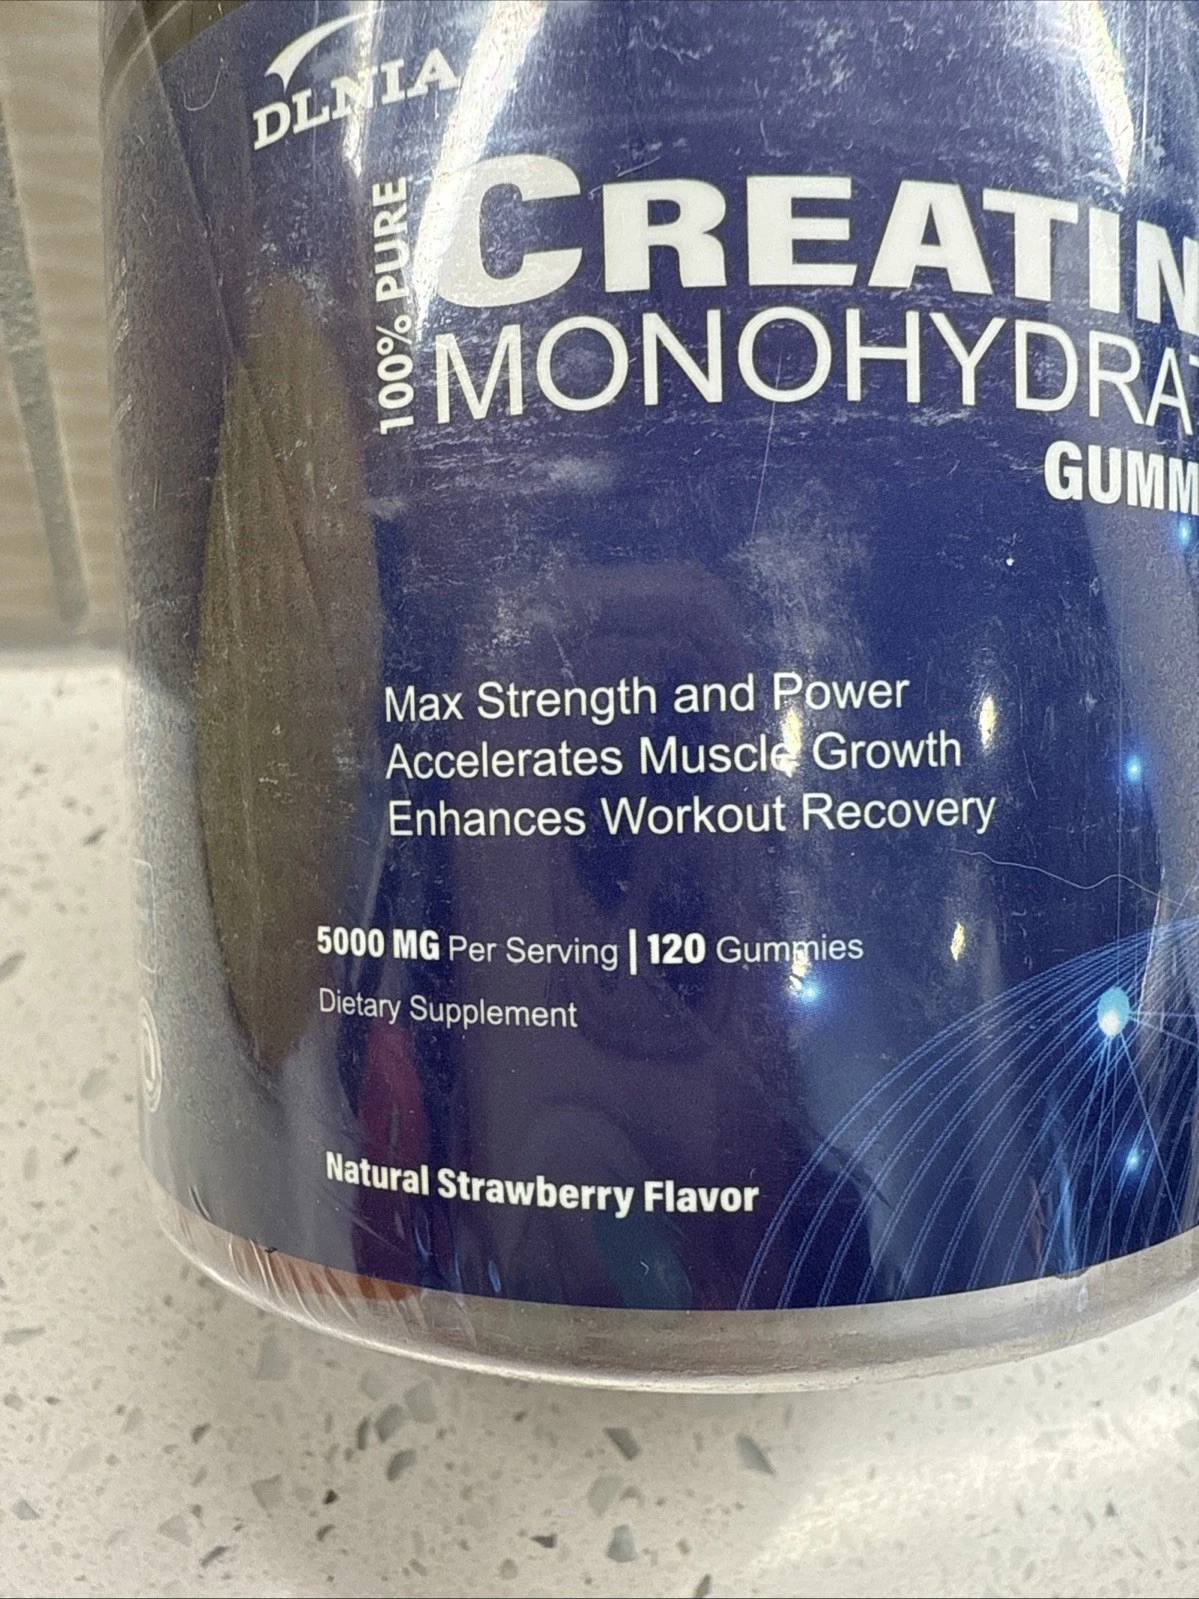 DLNIA
100% PURE
CREATIN
MONOHYDRAT
GUMM
Max Strength and Power
Accelerates Muscle Growth
Enhances Workout Recovery
5000 MG Per Serving | 120 Gummies
Dietary Supplement
Natural Strawberry Flavor